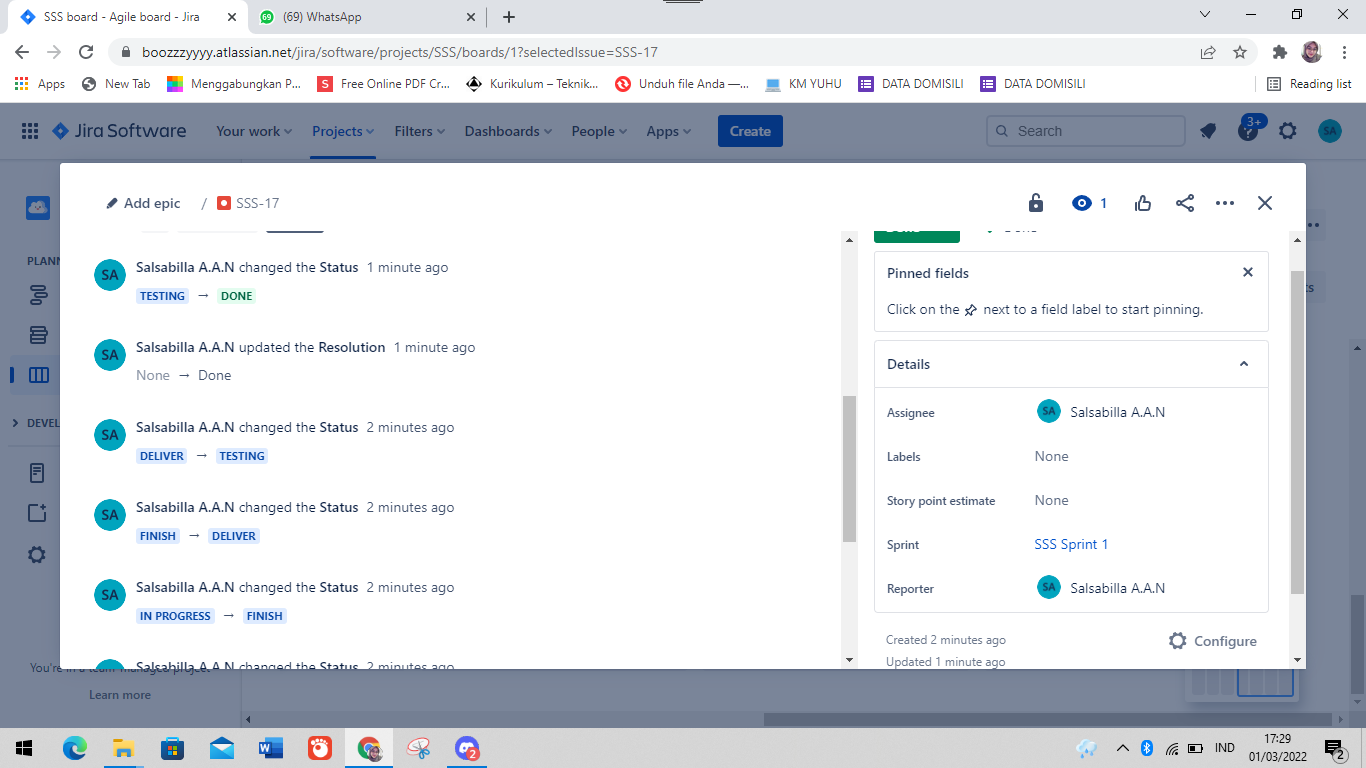 SSS board - Agile board - Jira
(69) WhatsApp
boozzzyyyy.atlassian.net/jira/software/projects/SSS/boards/1?selectedIssue=SSS-17
Apps
New Tab
Menggabungkan P...
Free Online PDF Cr...
Kurikulum – Teknik...
Unduh file Anda —...
KM YUHU
DATA DOMISILI
DATA DOMISILI
Reading list
Jira Software
Your work
Projects
Filters
Dashboards
People
Apps
Create
Search
3+
SA
Add epic
/
SSS-17
1
SA
Salsabilla A.A.N changed the Status 1 minute ago
TESTING → DONE
SA
Salsabilla A.A.N updated the Resolution 1 minute ago
None → Done
SA
Salsabilla A.A.N changed the Status 2 minutes ago
DELIVER → TESTING
SA
Salsabilla A.A.N changed the Status 2 minutes ago
FINISH → DELIVER
SA
Salsabilla A.A.N changed the Status 2 minutes ago
IN PROGRESS → FINISH
Salsabilla A.A.N changed the Status 2 minutes ago
Pinned fields
Click on the next to a field label to start pinning.
Details
Assignee
SA Salsabilla A.A.N
Labels
None
Story point estimate
None
Sprint
SSS Sprint 1
Reporter
SA Salsabilla A.A.N
Created 2 minutes ago
Updated 1 minute ago
Configure
PLANN
DEVEL
You're in a team-managed project
Learn more
2
IND
17:29
01/03/2022
2